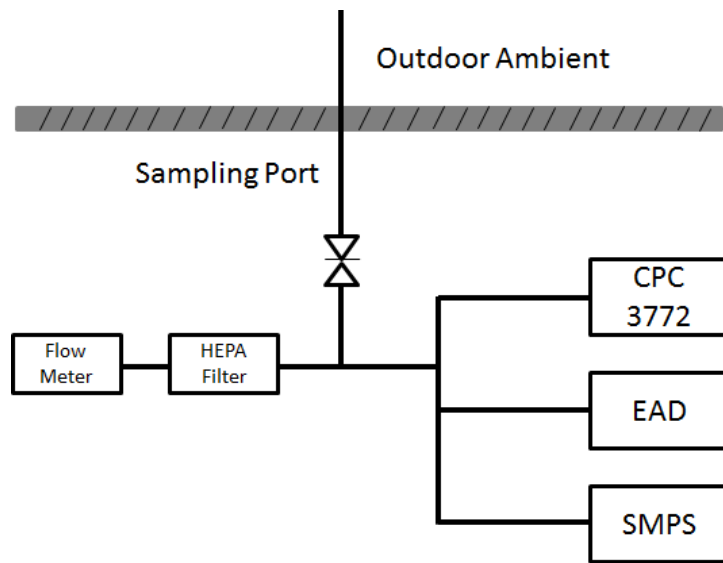 Outdoor Ambient
Sampling Port
CPC
3772
Flow
Meter
HEPA
Filter
EAD
SMPS